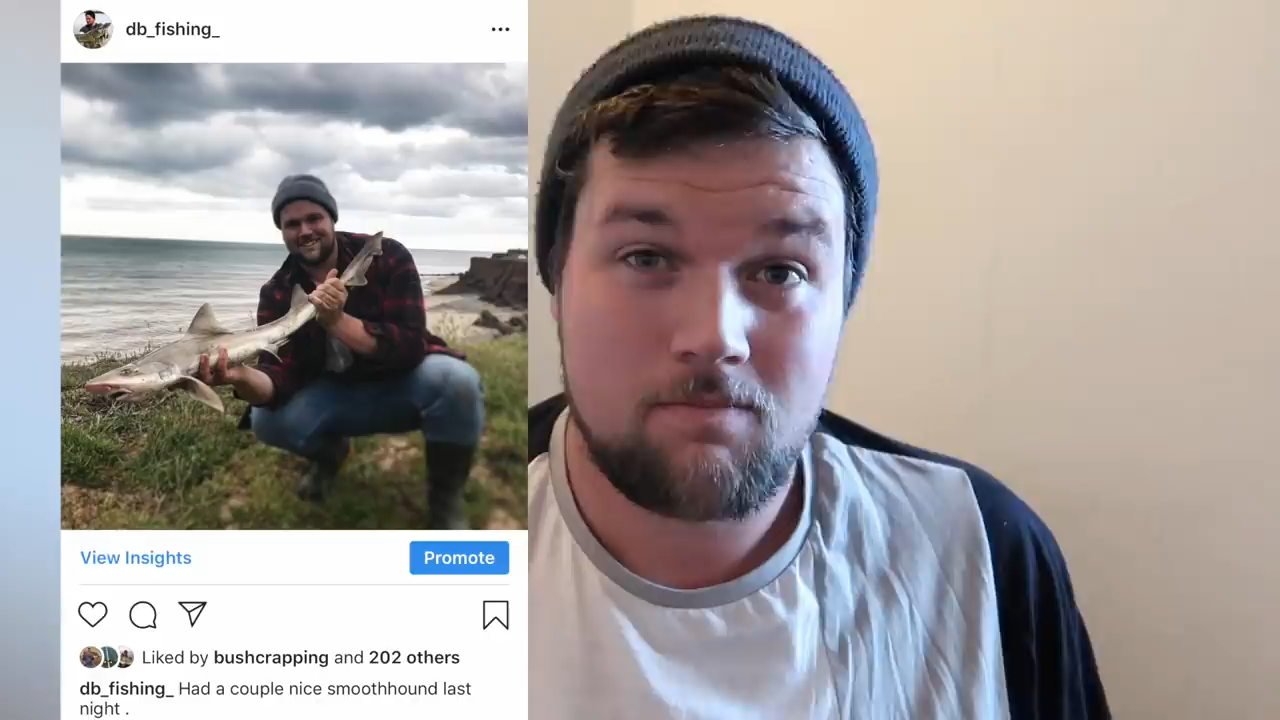 db_fishing_
View Insights
Promote
Liked by bushcrapping and 202 others
db_fishing_ Had a couple nice smoothhound last
night .